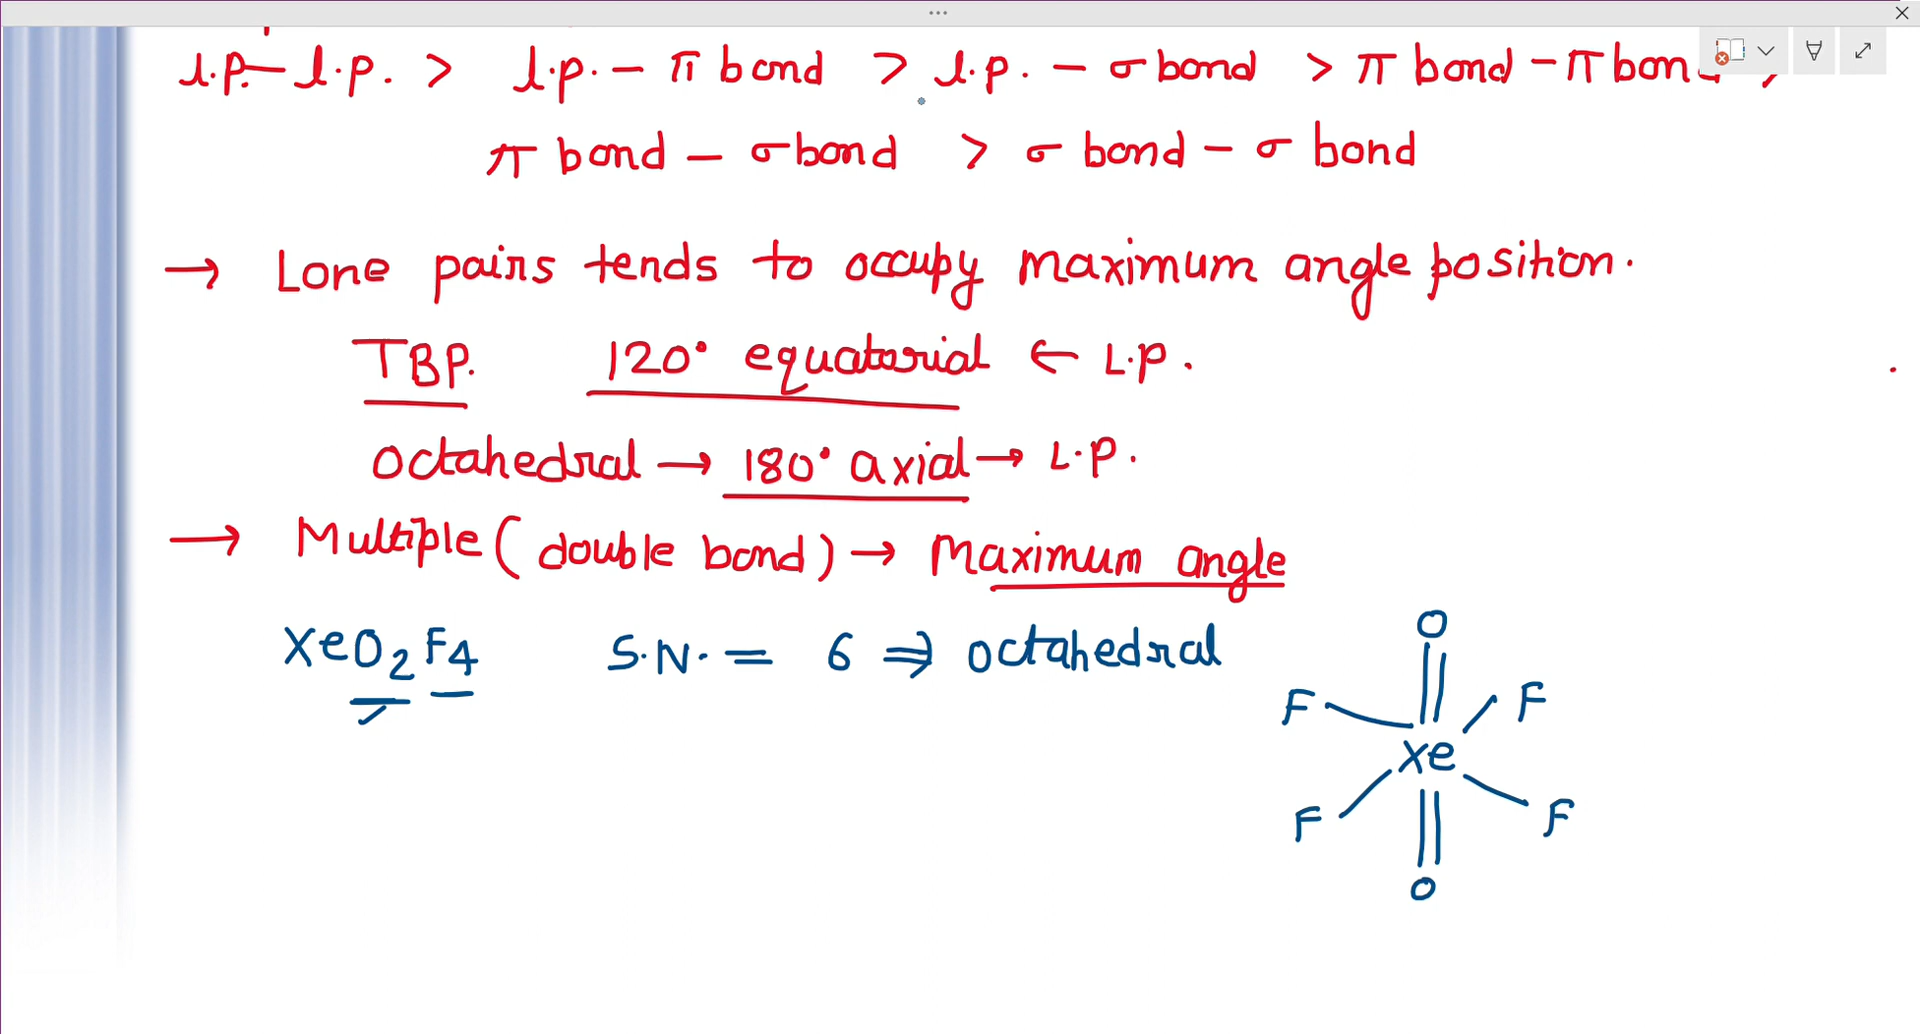 l.p.-l.p. > l.p.- π bond > l.p. - σ bond > π bond - π bond >
π bond - σ bond > σ bond - σ bond
→ Lone pairs tends to occupy maximum angle position.
TBP. 120° equatorial ← L.P.
octahedral → 180° axial → L.P.
→ Multiple (double bond) → Maximum angle
XeO₂F₄ S.N. = 6 ⇒ octahedral
O
F F
Xe
F F
O